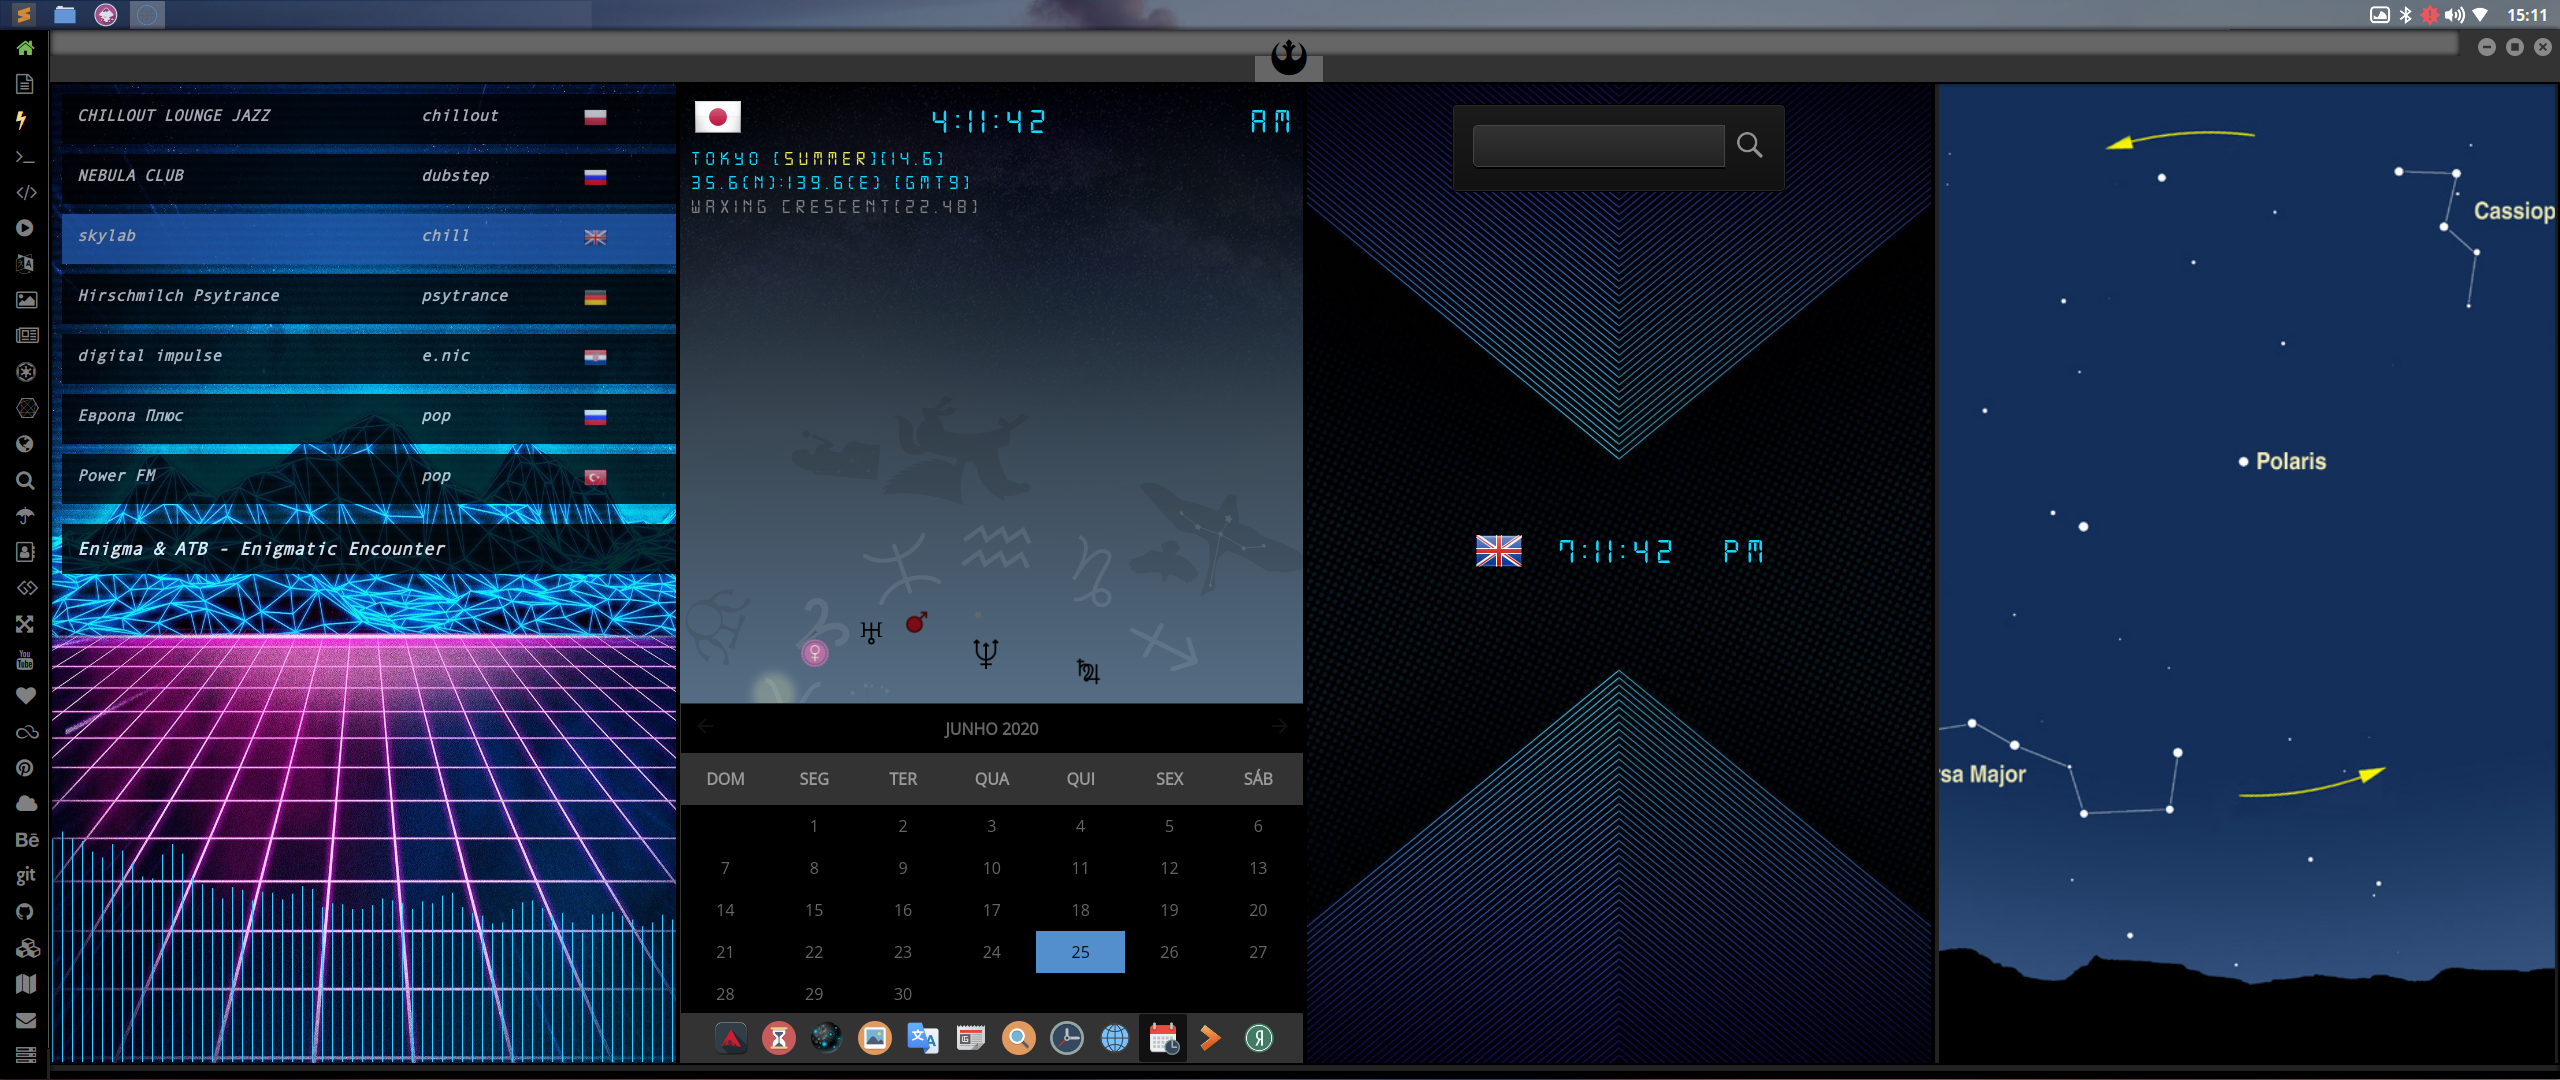 15:11
CHILLOUT LOUNGE JAZZ chillout
NEBULA CLUB dubstep
skylab chill
Hirschmilch Psytrance psytrance
digital impulse e.nic
Европа Плюс pop
Power FM pop
Enigma & ATB - Enigmatic Encounter
You
Tube
Bē
git
4:11:42 AM
TOKYO [SUMMER][14.6]
35.6(N):139.6(E) [GMT9]
WAXING CRESCENT[22.48]
JUNHO 2020
DOM SEG TER QUA QUI SEX SÁB
1 2 3 4 5 6
7 8 9 10 11 12 13
14 15 16 17 18 19 20
21 22 23 24 25 26 27
28 29 30
7:11:42 PM
Cassiop
Polaris
rsa Major